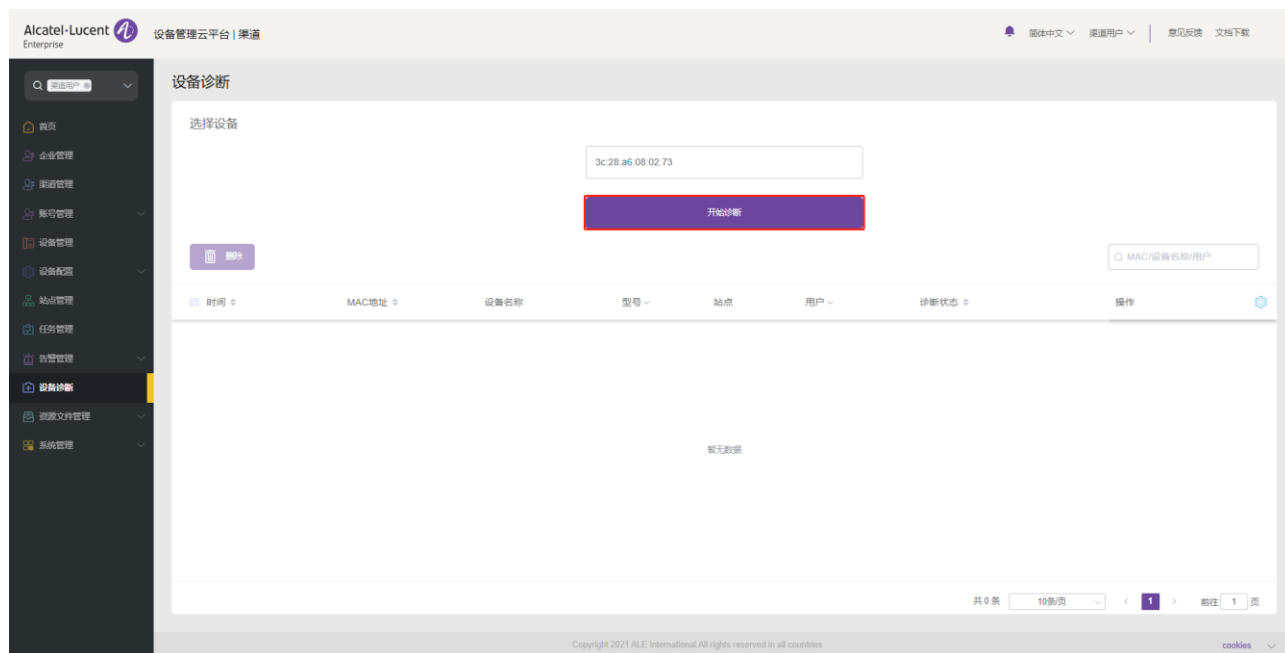 Alcatel·Lucent
Enterprise
设备管理云平台 | 渠道
简体中文 渠道用户 意见反馈 文档下载
渠道用户
首页
企业管理
渠道管理
账号管理
设备管理
设备配置
站点管理
任务管理
告警管理
设备诊断
资源文件管理
系统管理
设备诊断
选择设备
3c:28:a6:08:02:73
开始诊断
删除
MAC/设备名称/用户
时间 MAC地址 设备名称 型号 站点 用户 诊断状态 操作
暂无数据
共 0 条 10条/页 1 前往 1 页
Copyright 2021 ALE International.All rights reserved in all countries
cookies